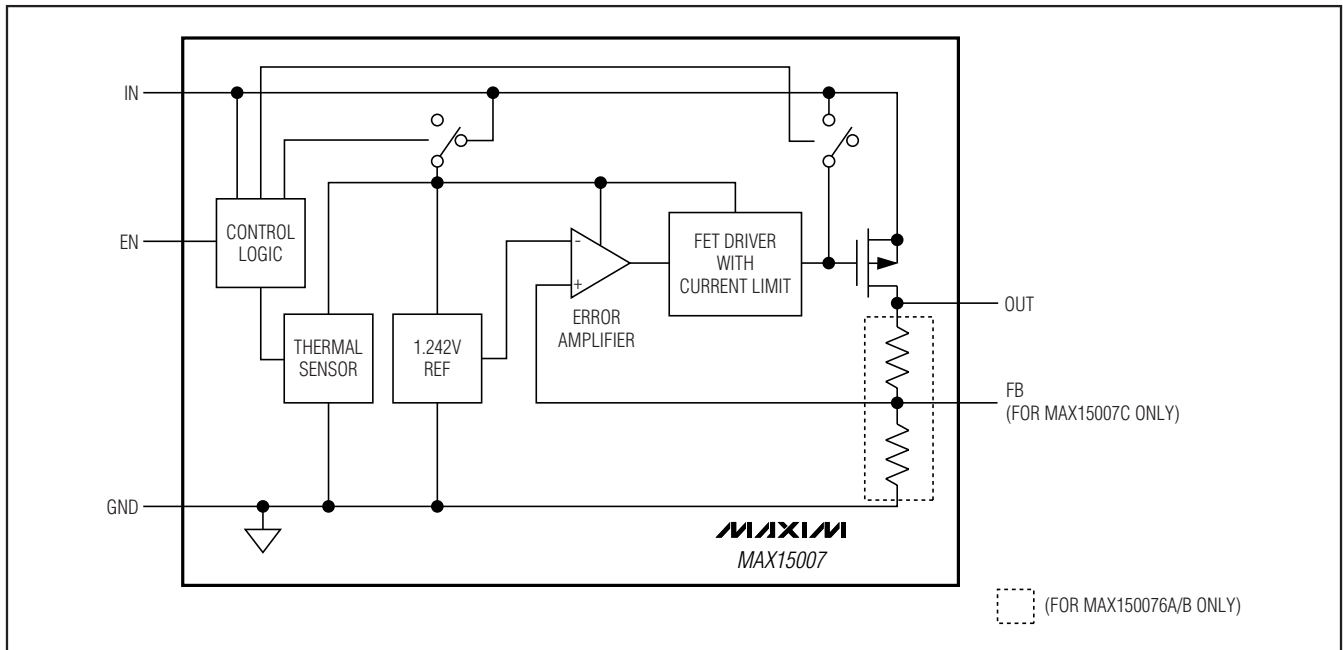 IN
EN
CONTROL
LOGIC
THERMAL
SENSOR
1.242V
REF
-
+
ERROR
AMPLIFIER
FET DRIVER
WITH
CURRENT LIMIT
OUT
FB
(FOR MAX15007C ONLY)
GND
MAXIM
MAX15007
(FOR MAX150076A/B ONLY)